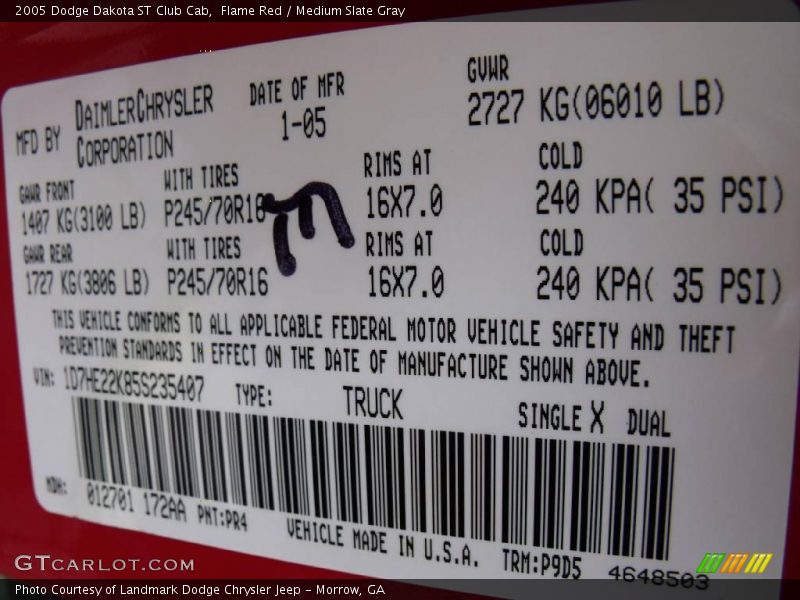 2005 Dodge Dakota ST Club Cab,  Flame Red / Medium Slate Gray
MFD BY DAIMLERCHRYSLER CORPORATION
DATE OF MFR
1-05
GVWR
2727 KG(06010 LB)
GAWR FRONT WITH TIRES RIMS AT COLD
1407 KG(3100 LB) P245/70R16 16X7.0 240 KPA( 35 PSI)
GAWR REAR WITH TIRES RIMS AT COLD
1727 KG(3806 LB) P245/70R16 16X7.0 240 KPA( 35 PSI)
THIS VEHICLE CONFORMS TO ALL APPLICABLE FEDERAL MOTOR VEHICLE SAFETY AND THEFT
PREVENTION STANDARDS IN EFFECT ON THE DATE OF MANUFACTURE SHOWN ABOVE.
VIN: 1D7HE22K85S235407 TYPE: TRUCK SINGLE X DUAL
MDH: 012701 172AA PNT:PR4 VEHICLE MADE IN U.S.A. TRM:P9D5 4648503
GTCARLOT.COM
Photo Courtesy of Landmark Dodge Chrysler Jeep - Morrow, GA